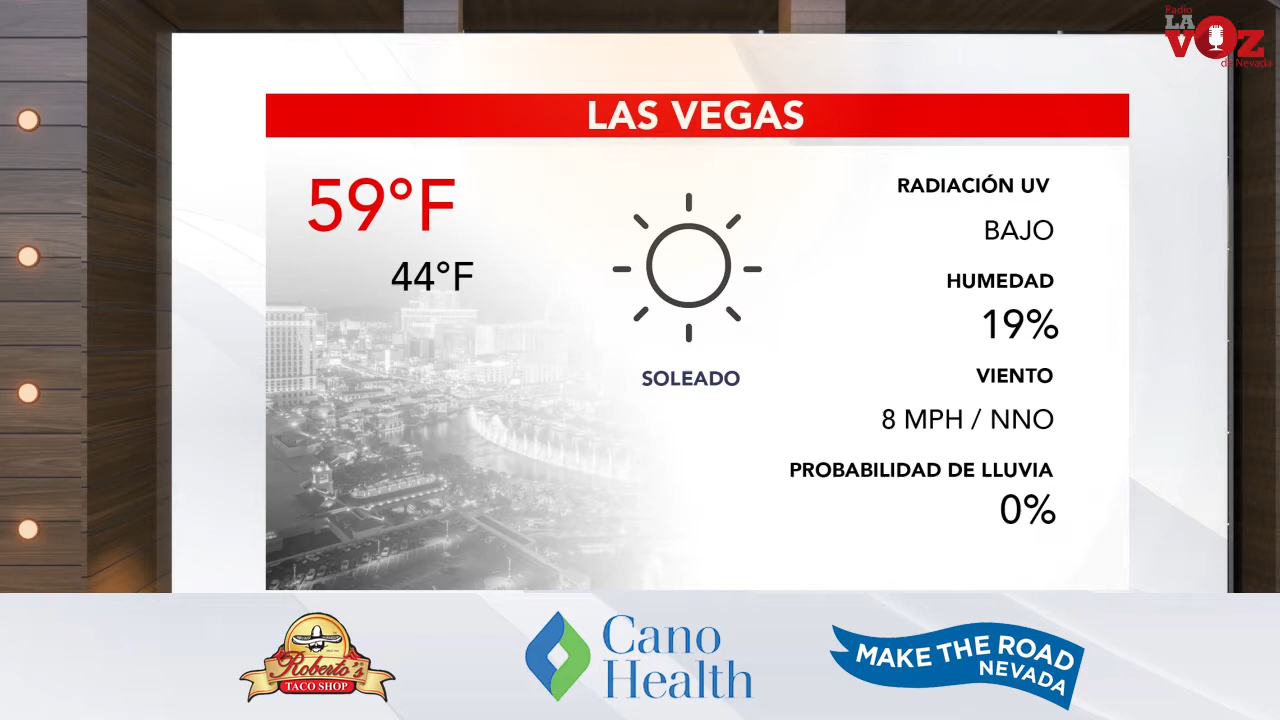 Radio
LA
VOZ
de Nevada
LAS VEGAS
59°F
44°F
SOLEADO
RADIACIÓN UV
BAJO
HUMEDAD
19%
VIENTO
8 MPH / NNO
PROBABILIDAD DE LLUVIA
0%
Roberto's
TACO SHOP
Cano
Health
MAKE THE ROAD
NEVADA